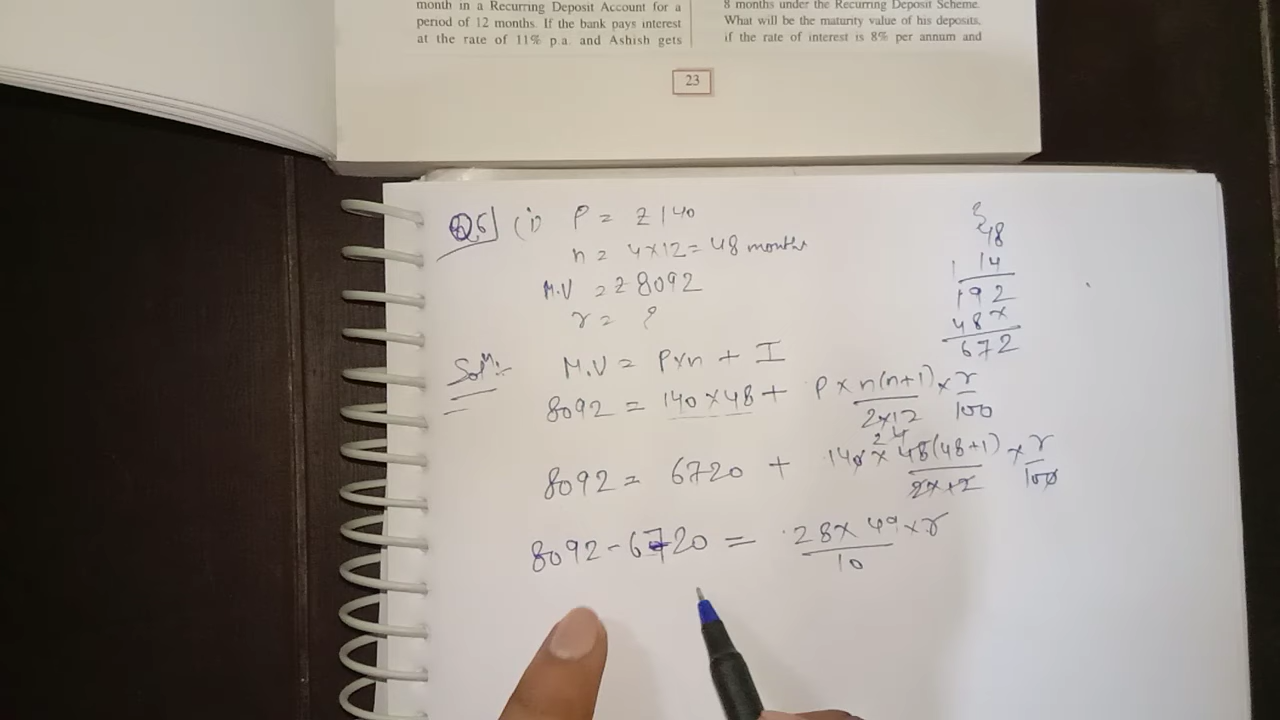 month in a Recurring Deposit Account for a
period of 12 months. If the bank pays interest
at the rate of 11% p.a. and Ashish gets
8 months under the Recurring Deposit Scheme.
What will be the maturity value of his deposits,
if the rate of interest is 8% per annum and
23
Q6] (i) P = ₹140
n = 4×12 = 48 months
M.V = ₹8092
r = ?
Solⁿ:-
M.V = P×n + I
8092 = 140×48 + P × n(n+1)/2×12 × r/100
8092 = 6720 + 140 × 48(48+1)/2×12 × r/100
8092-6720 = 28×49×r/10
3
48
14
1
192
48×
672
24